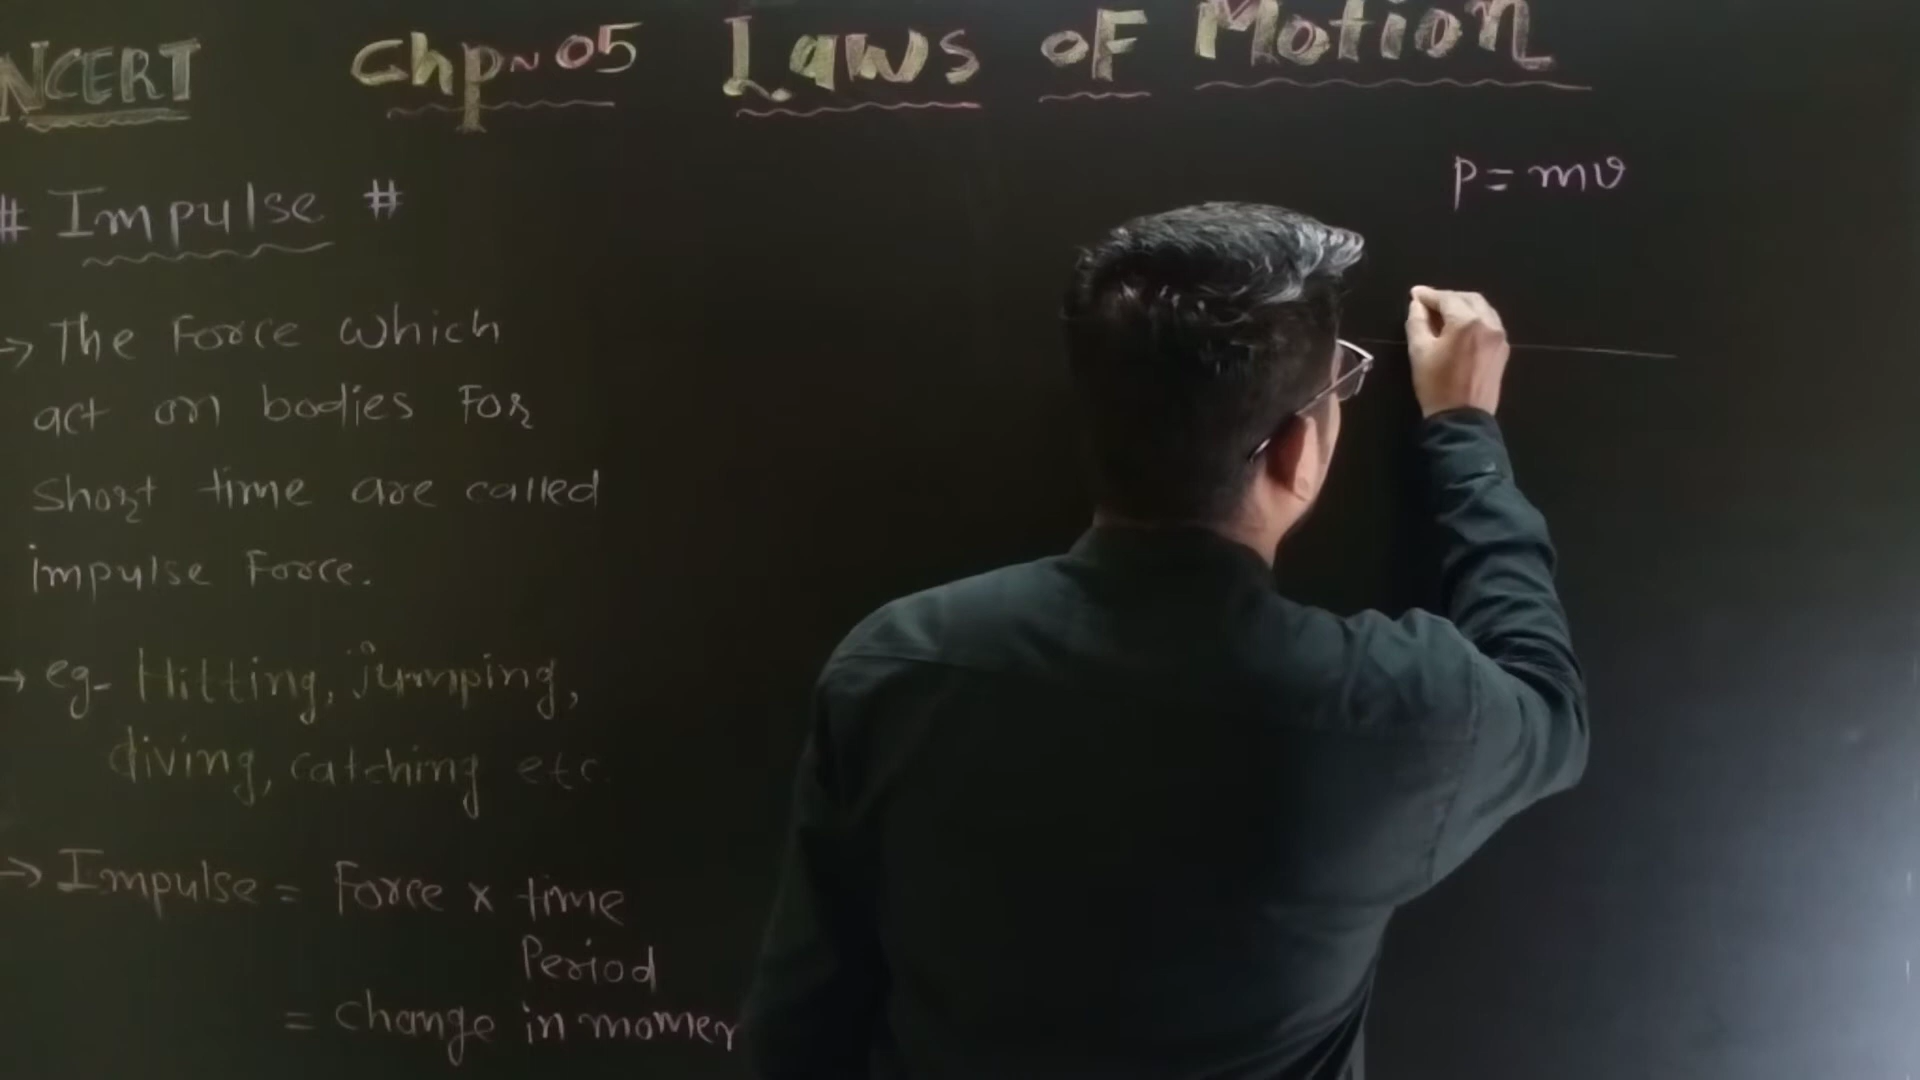 NCERT Chp~05 Laws of Motion
p = mv
# Impulse #
→ The Force which
act on bodies For
short time are called
impulse Force.
→ eg- Hitting, jumping,
diving, catching etc.
→ Impulse = Force × time
Period
= change in momen